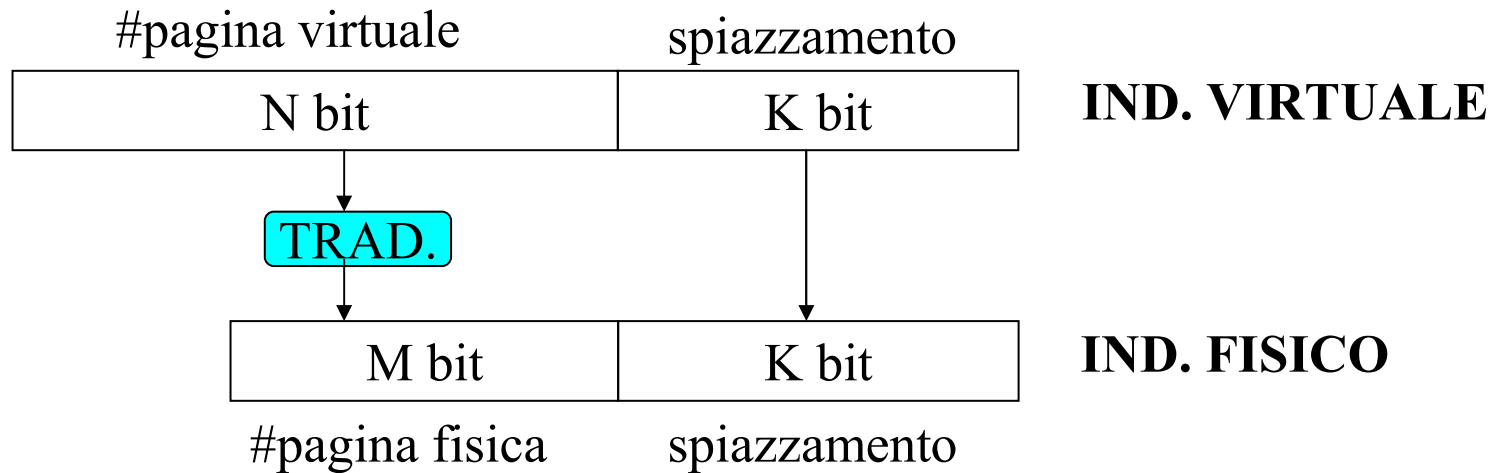 #pagina virtuale spiazzamento
N bit K bit IND. VIRTUALE
TRAD.
M bit K bit IND. FISICO
#pagina fisica spiazzamento